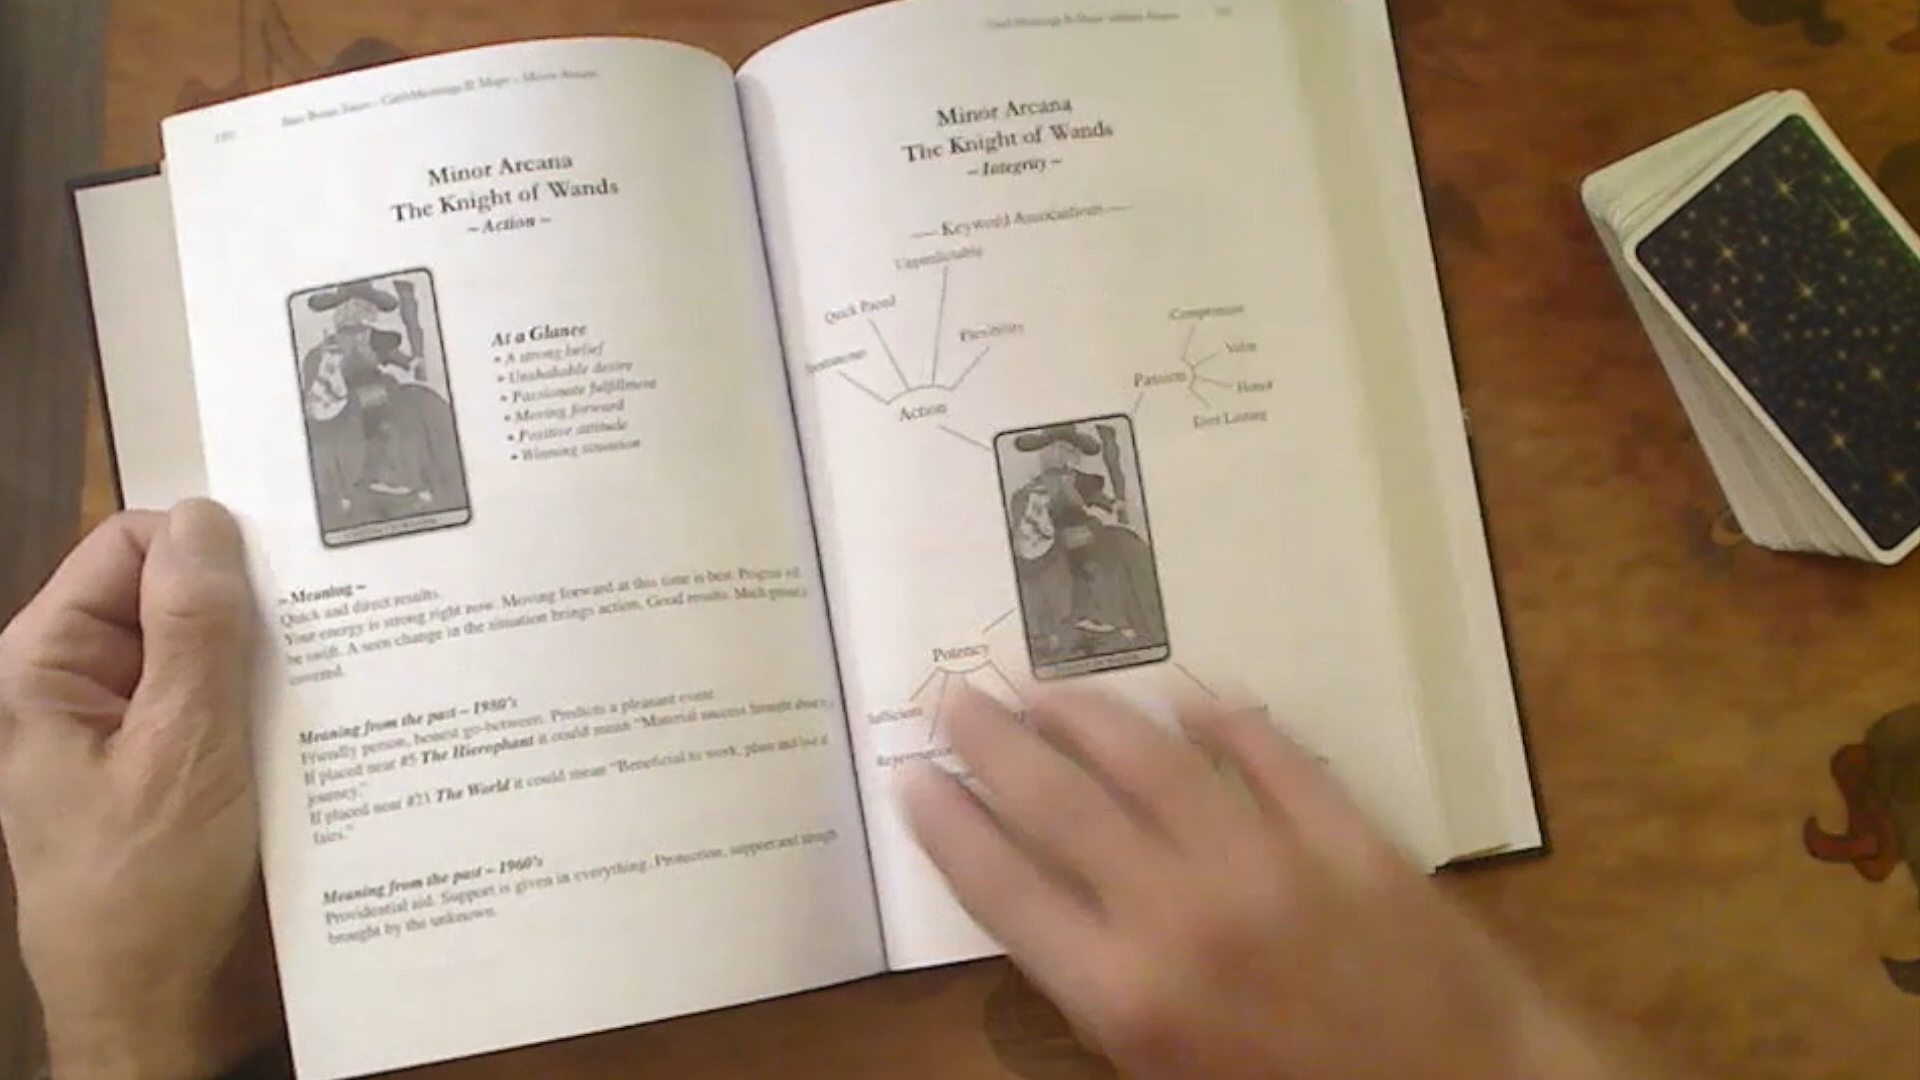 Minor Arcana
The Knight of Wands
~ Action ~
At a Glance
• A strong belief
• Unshakable desire
• Passionate fulfillment
• Moving forward
• Positive attitude
• Winning situation
~ Meaning ~
Quick and direct results.
Your energy is strong right now. Moving forward at this time is best.
be swift. A seen change in the situation brings action. Good results. Much
covered.
Meaning from the past ~ 1980's
Friendly person, honest go-between. Predicts a pleasant event
If placed near #5 The Hierophant it could mean "Material success brought
journey."
If placed near #21 The World it could mean "Beneficial to work, plans and
fairs."
Meaning from the past ~ 1960's
Providential aid. Support is given in everything. Protection, support and
brought by the unknown.
Minor Arcana
The Knight of Wands
~ Integrity ~
Keyword Associations
Unpredictable
Quick Paced
Flexibility
Action
Compromise
Value
Passion
Honor
Ever Lasting
Potency
Sufficient